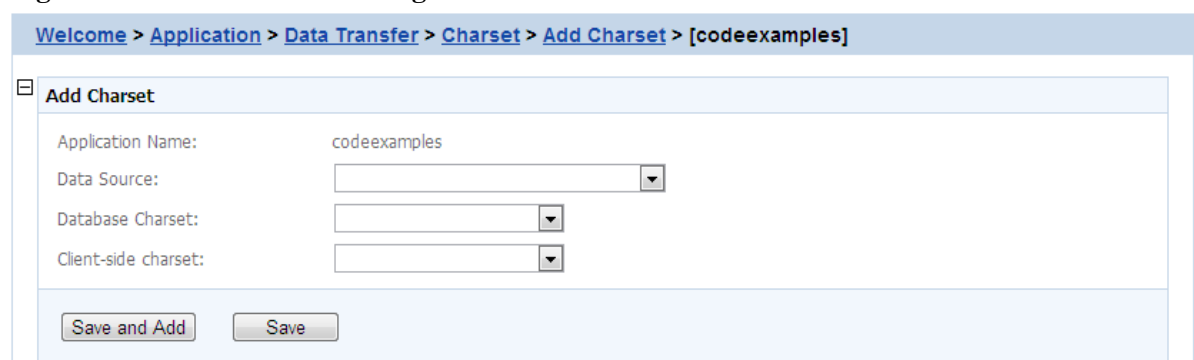 Welcome > Application > Data Transfer > Charset > Add Charset > [codeexamples]
Add Charset
Application Name: codeexamples
Data Source:
Database Charset:
Client-side charset:
Save and Add Save